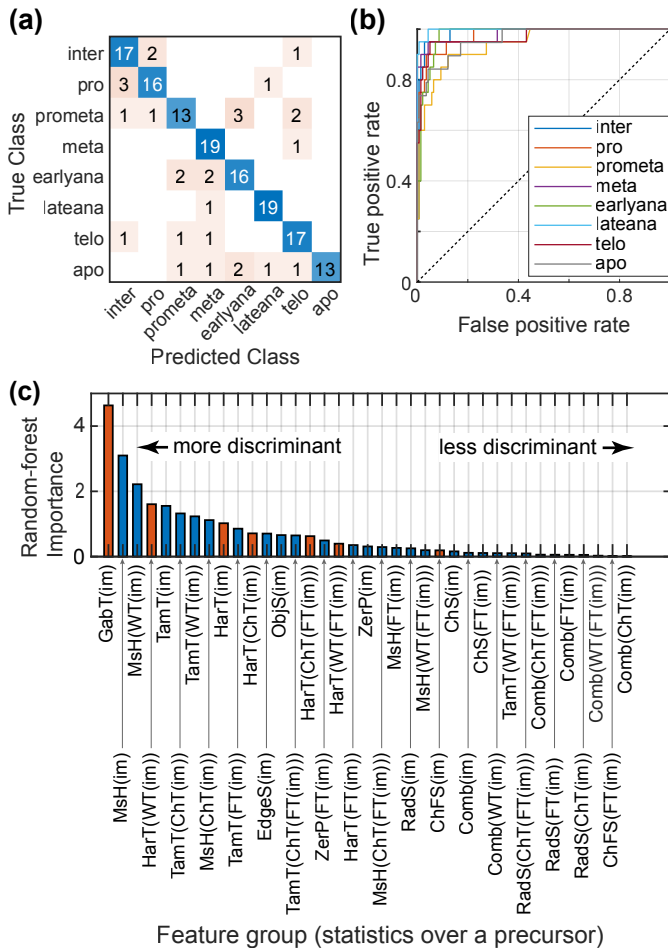 (a)
True Class
inter 17 2 1
pro 3 16 1
prometa 1 1 13 3 2
meta 19 1
earlyana 2 2 16
lateana 1 19
telo 1 1 1 17
apo 1 1 2 1 1 13
inter pro prometa meta earlyana lateana telo apo
Predicted Class
(b)
True positive rate
0.8
0.4
0
0 0.4 0.8
False positive rate
inter
pro
prometa
meta
earlyana
lateana
telo
apo
(c)
Random-forest
Importance
4
2
0
more discriminant
less discriminant
GabT(im)
MsH(WT(im))
TamT(im)
TamT(WT(im))
HarT(im)
HarT(ChT(im))
ObjS(im)
HarT(ChT(FT(im)))
HarT(WT(FT(im)))
ZerP(im)
MsH(FT(im))
MsH(WT(FT(im)))
ChS(im)
ChS(FT(im))
TamT(WT(FT(im)))
Comb(ChT(FT(im)))
Comb(FT(im))
Comb(WT(FT(im)))
Comb(ChT(im))
MsH(im)
HarT(WT(im))
TamT(ChT(im))
MsH(ChT(im))
TamT(FT(im))
EdgeS(im)
TamT(ChT(FT(im)))
ZerP(FT(im))
HarT(FT(im))
MsH(ChT(FT(im)))
RadS(im)
ChFS(im)
Comb(im)
Comb(WT(im))
RadS(ChT(FT(im)))
RadS(FT(im))
RadS(ChT(im))
ChFS(FT(im))
Feature group (statistics over a precursor)